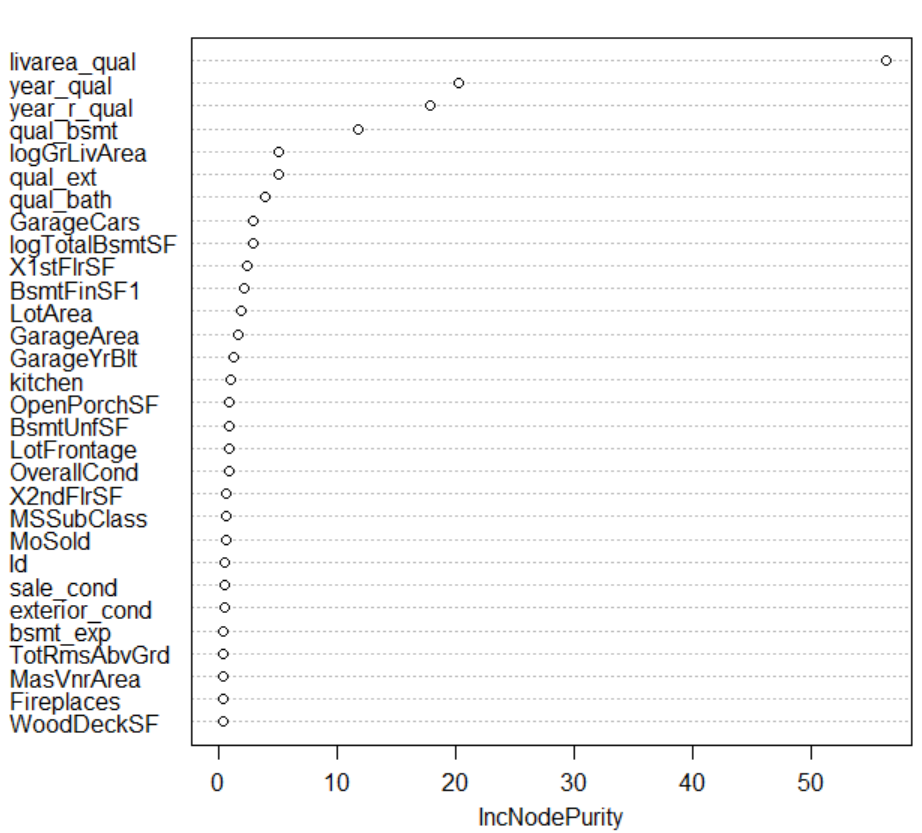 livarea_qual
year_qual
year_r_qual
qual_bsmt
logGrLivArea
qual_ext
qual_bath
GarageCars
logTotalBsmtSF
X1stFlrSF
BsmtFinSF1
LotArea
GarageArea
GarageYrBlt
kitchen
OpenPorchSF
BsmtUnfSF
LotFrontage
OverallCond
X2ndFlrSF
MSSubClass
MoSold
Id
sale_cond
exterior_cond
bsmt_exp
TotRmsAbvGrd
MasVnrArea
Fireplaces
WoodDeckSF
0 10 20 30 40 50
IncNodePurity